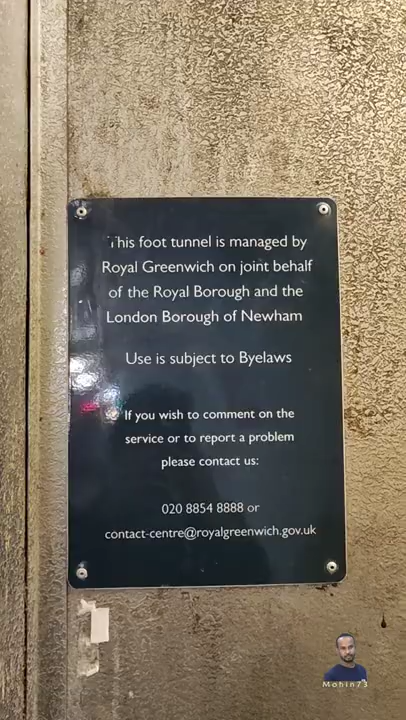 This foot tunnel is managed by
Royal Greenwich on joint behalf
of the Royal Borough and the
London Borough of Newham
Use is subject to Byelaws
If you wish to comment on the
service or to report a problem
please contact us:
020 8854 8888 or
contact-centre@royalgreenwich.gov.uk
Mohin73